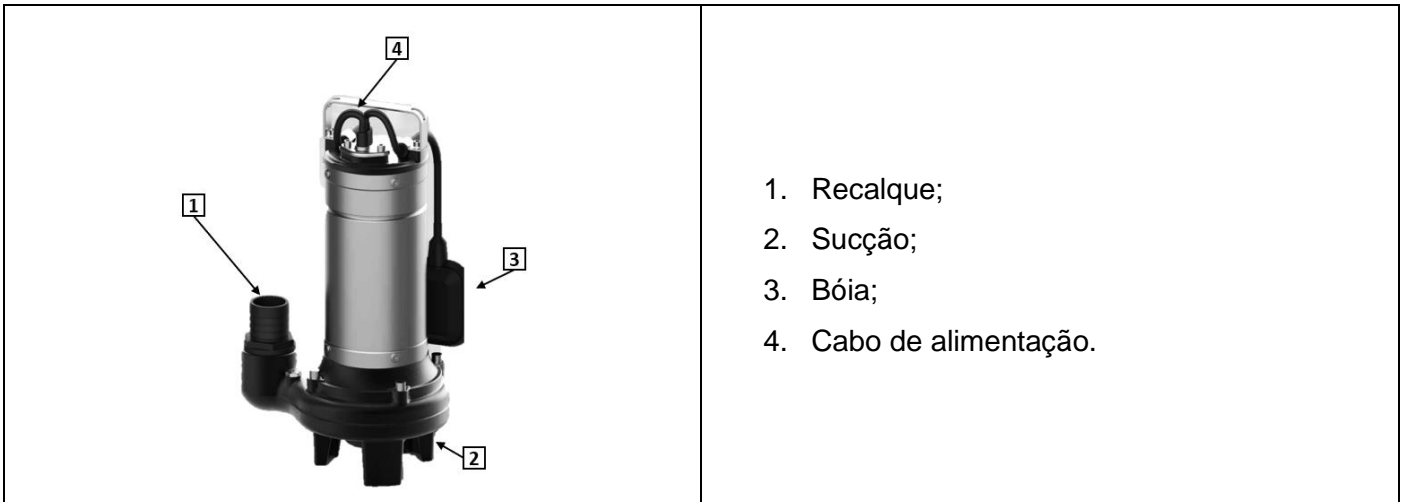 4
1
3
2
1. Recalque;
2. Sucção;
3. Bóia;
4. Cabo de alimentação.